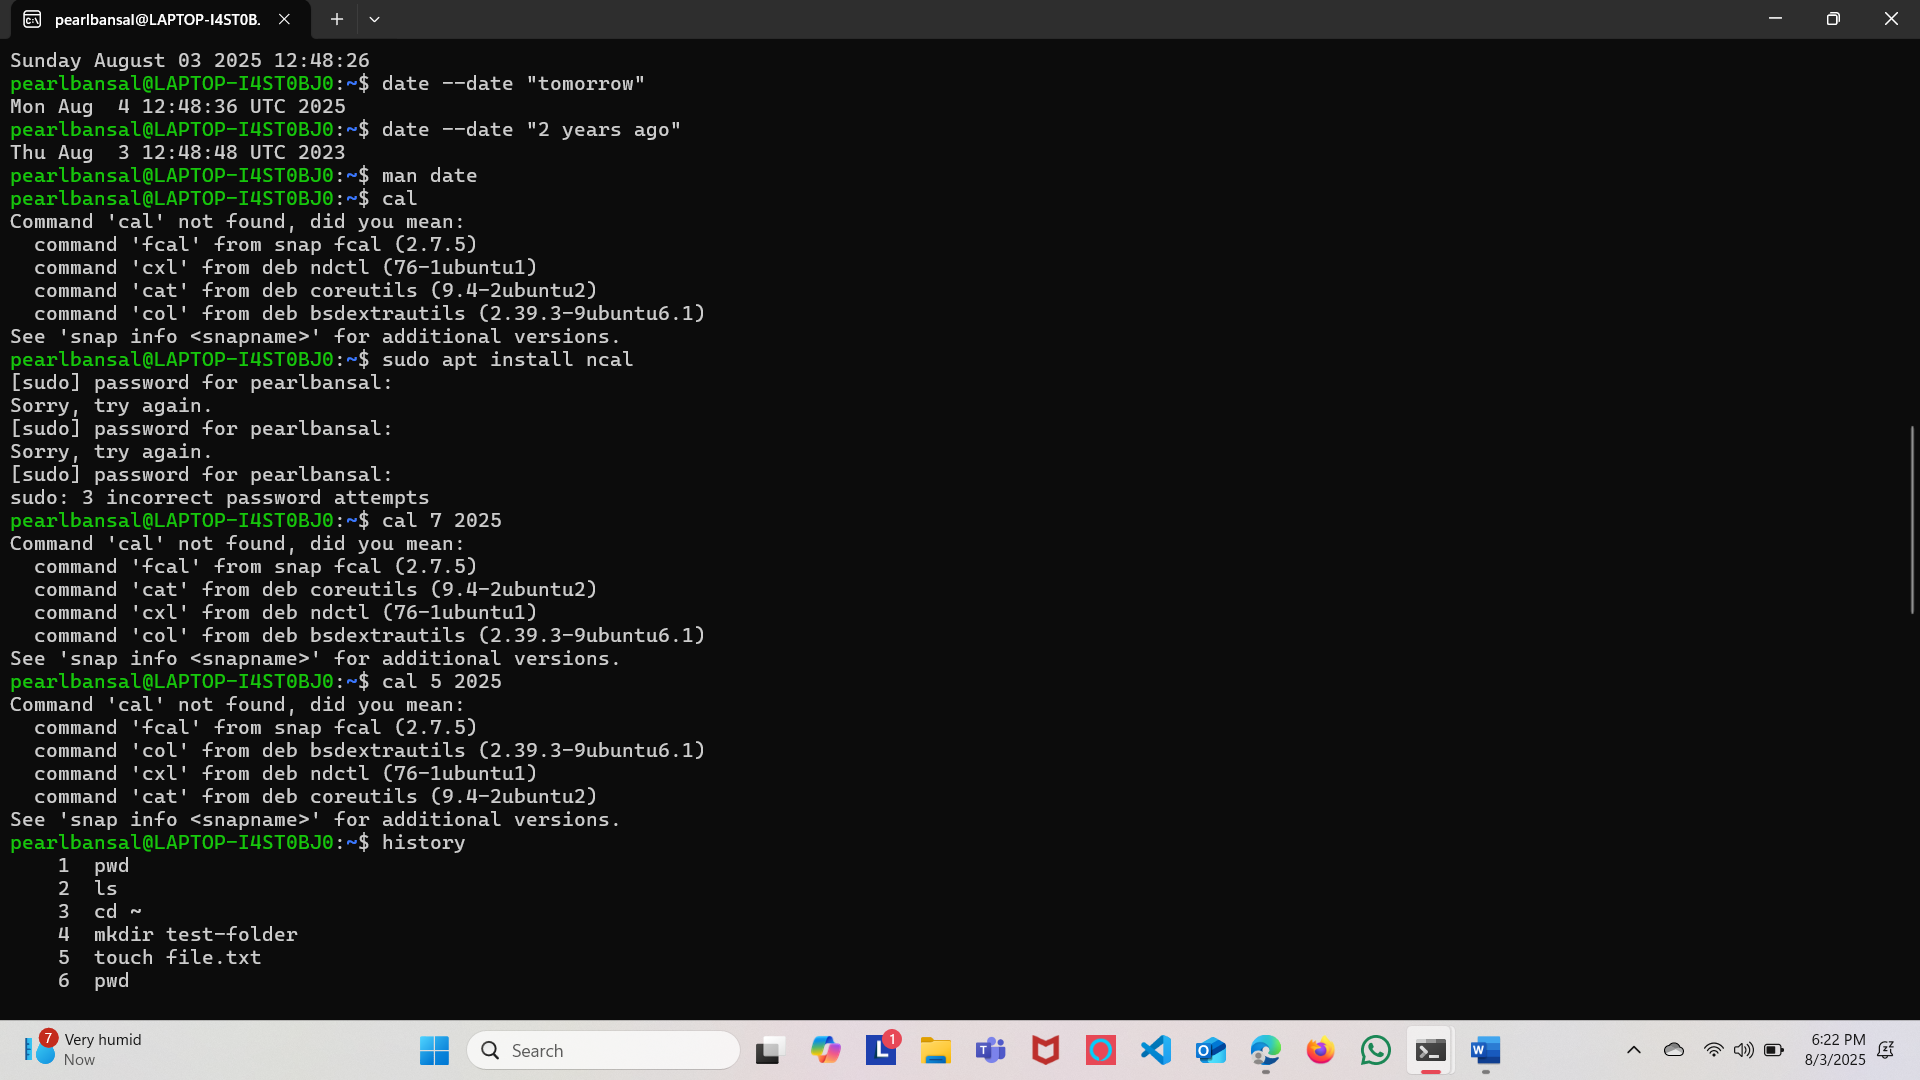 pearlbansal@LAPTOP-I4ST0B.
Sunday August 03 2025 12:48:26
pearlbansal@LAPTOP-I4ST0BJ0:~$ date --date "tomorrow"
Mon Aug  4 12:48:36 UTC 2025
pearlbansal@LAPTOP-I4ST0BJ0:~$ date --date "2 years ago"
Thu Aug  3 12:48:48 UTC 2023
pearlbansal@LAPTOP-I4ST0BJ0:~$ man date
pearlbansal@LAPTOP-I4ST0BJ0:~$ cal
Command 'cal' not found, did you mean:
  command 'fcal' from snap fcal (2.7.5)
  command 'cxl' from deb ndctl (76-1ubuntu1)
  command 'cat' from deb coreutils (9.4-2ubuntu2)
  command 'col' from deb bsdextrautils (2.39.3-9ubuntu6.1)
See 'snap info <snapname>' for additional versions.
pearlbansal@LAPTOP-I4ST0BJ0:~$ sudo apt install ncal
[sudo] password for pearlbansal:
Sorry, try again.
[sudo] password for pearlbansal:
Sorry, try again.
[sudo] password for pearlbansal:
sudo: 3 incorrect password attempts
pearlbansal@LAPTOP-I4ST0BJ0:~$ cal 7 2025
Command 'cal' not found, did you mean:
  command 'fcal' from snap fcal (2.7.5)
  command 'cat' from deb coreutils (9.4-2ubuntu2)
  command 'cxl' from deb ndctl (76-1ubuntu1)
  command 'col' from deb bsdextrautils (2.39.3-9ubuntu6.1)
See 'snap info <snapname>' for additional versions.
pearlbansal@LAPTOP-I4ST0BJ0:~$ cal 5 2025
Command 'cal' not found, did you mean:
  command 'fcal' from snap fcal (2.7.5)
  command 'col' from deb bsdextrautils (2.39.3-9ubuntu6.1)
  command 'cxl' from deb ndctl (76-1ubuntu1)
  command 'cat' from deb coreutils (9.4-2ubuntu2)
See 'snap info <snapname>' for additional versions.
pearlbansal@LAPTOP-I4ST0BJ0:~$ history
    1  pwd
    2  ls
    3  cd ~
    4  mkdir test-folder
    5  touch file.txt
    6  pwd
7
Very humid
Now
Search
1
6:22 PM
8/3/2025